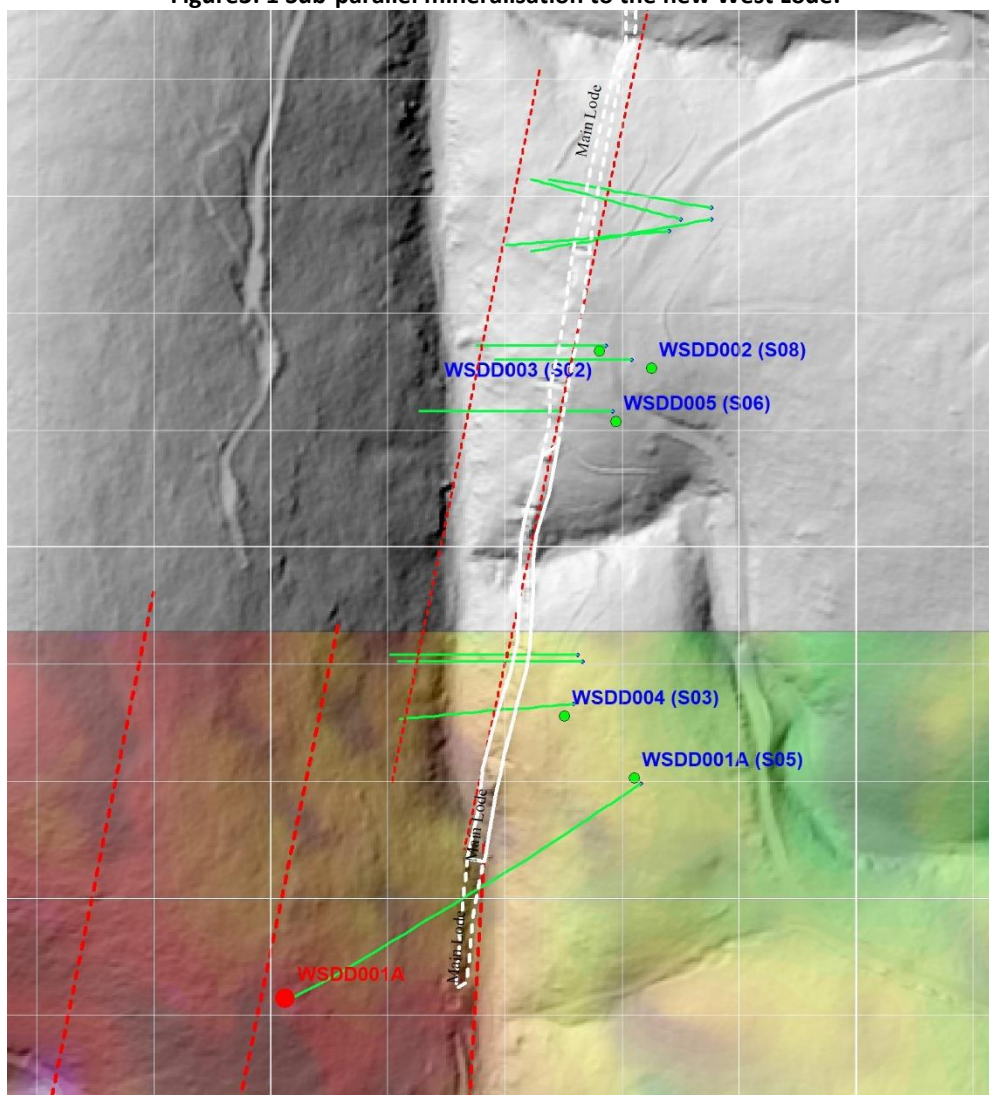 Figure3: 1 Sub-parallel mineralisation to the new West Lode.
Main Lode
WSDD002 (S08)
WSDD003 (S02)
WSDD005 (S06)
WSDD004 (S03)
WSDD001A (S05)
Main Lode
Main Lode
WSDD001A